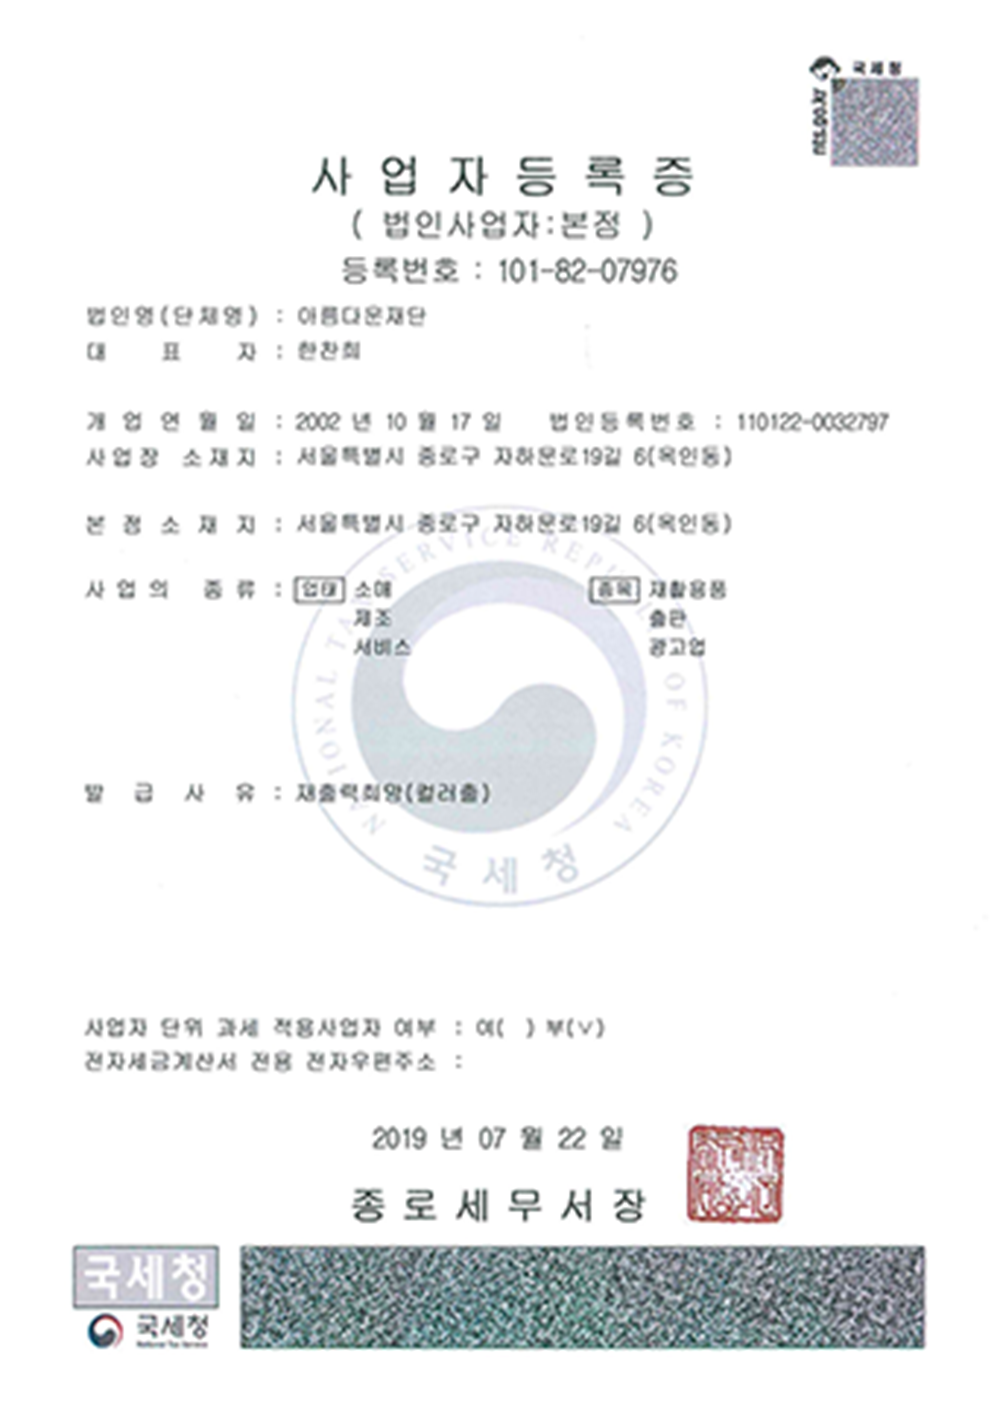 국세청
nts.go.kr
사업자등록증
( 법인사업자:본점 )
등록번호 : 101-82-07976
법인명(단체명) : 아름다운재단
대 표 자 : 한찬희
개 업 연 월 일 : 2002 년 10 월 17 일 법인등록번호 : 110122-0032797
사업장 소재지 : 서울특별시 종로구 자하문로19길 6(옥인동)
본 점 소 재 지 : 서울특별시 종로구 자하문로19길 6(옥인동)
사 업 의 종 류 : 업태 소매 종목 재활용품
제조 출판
서비스 광고업
발 급 사 유 : 재출력희망(컬러출)
NATIONAL TAX SERVICE REPUBLIC OF KOREA
국세청
사업자 단위 과세 적용사업자 여부 : 여( ) 부(v)
전자세금계산서 전용 전자우편주소 :
2019 년 07 월 22 일
종로세무서장
국세청
국세청
National Tax Service